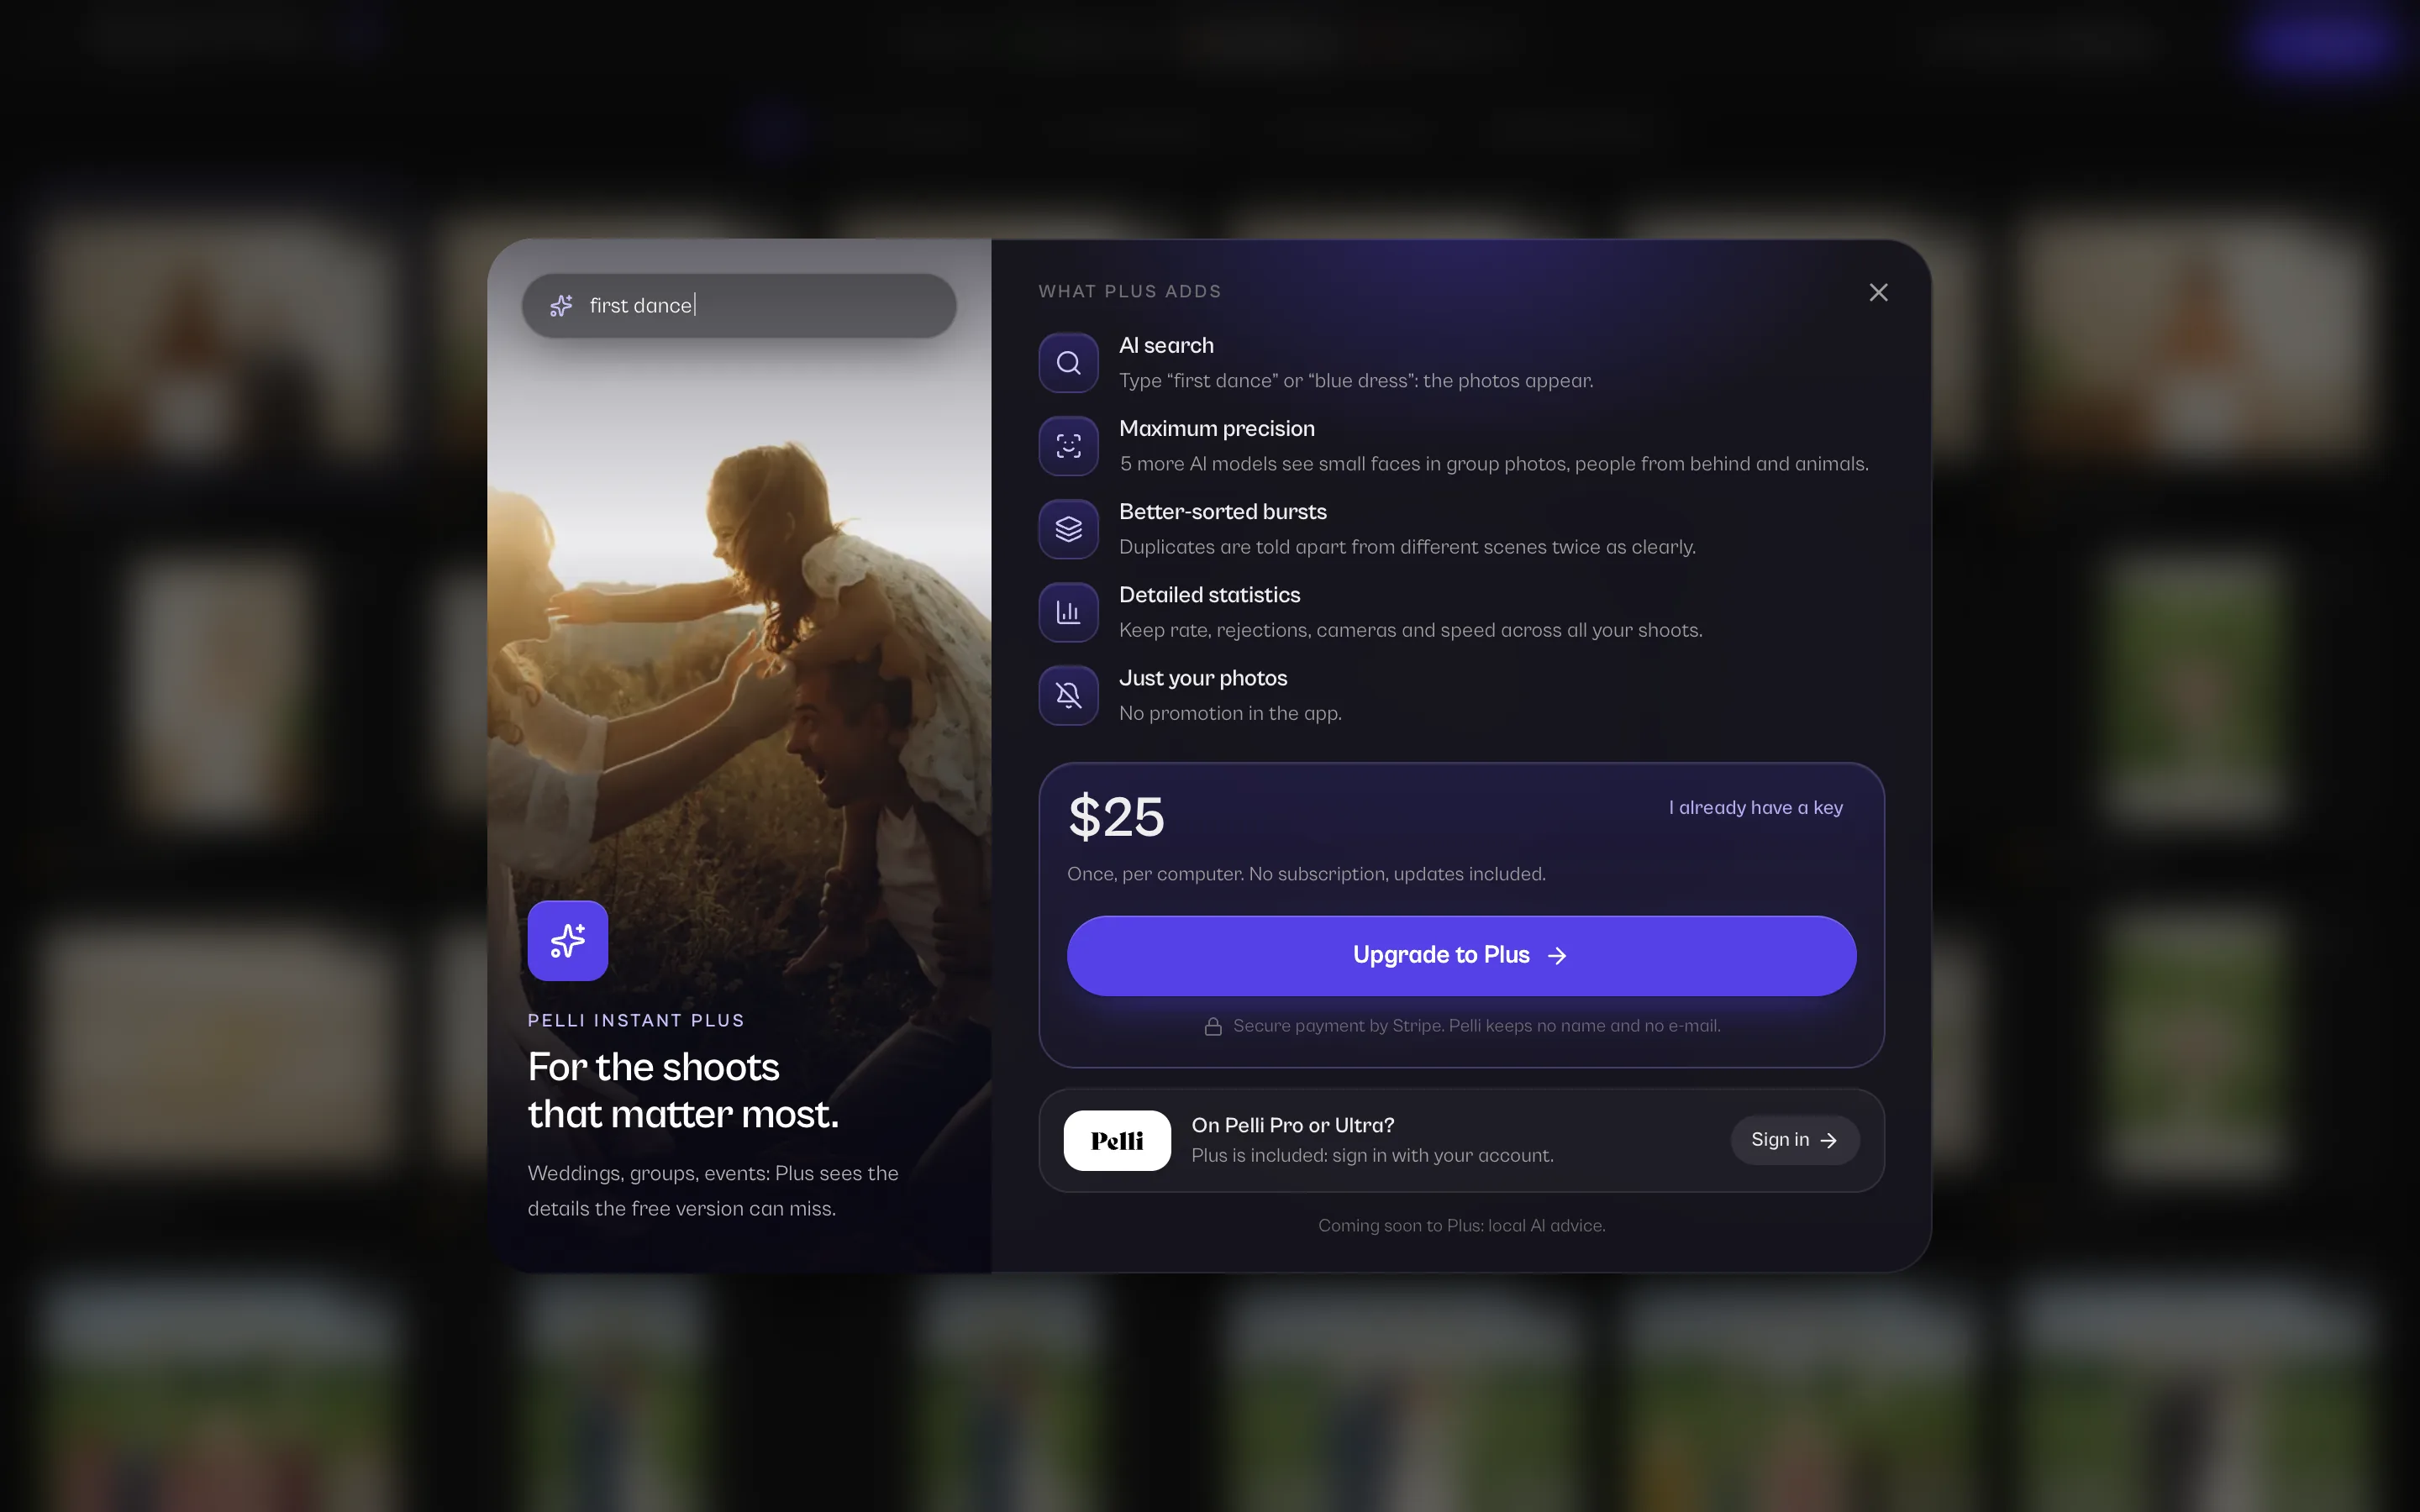 first dance
PELLI INSTANT PLUS
For the shoots
that matter most.
Weddings, groups, events: Plus sees the
details the free version can miss.
WHAT PLUS ADDS
AI search
Type “first dance” or “blue dress”: the photos appear.
Maximum precision
5 more AI models see small faces in group photos, people from behind and animals.
Better-sorted bursts
Duplicates are told apart from different scenes twice as clearly.
Detailed statistics
Keep rate, rejections, cameras and speed across all your shoots.
Just your photos
No promotion in the app.
$25
I already have a key
Once, per computer. No subscription, updates included.
Upgrade to Plus
Secure payment by Stripe. Pelli keeps no name and no e-mail.
Pelli
On Pelli Pro or Ultra?
Plus is included: sign in with your account.
Sign in
Coming soon to Plus: local AI advice.